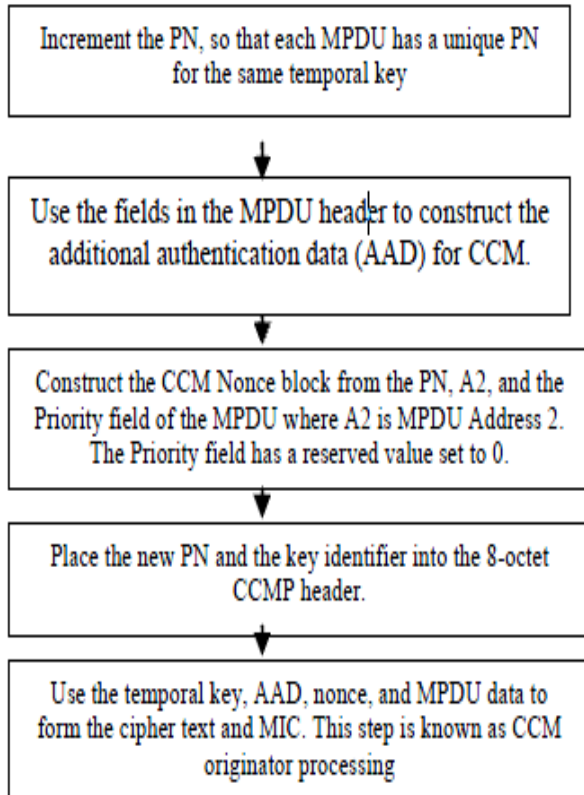 Increment the PN, so that each MPDU has a unique PN
for the same temporal key
Use the fields in the MPDU header to construct the
additional authentication data (AAD) for CCM.
Construct the CCM Nonce block from the PN, A2, and the
Priority field of the MPDU where A2 is MPDU Address 2.
The Priority field has a reserved value set to 0.
Place the new PN and the key identifier into the 8-octet
CCMP header.
Use the temporal key, AAD, nonce, and MPDU data to
form the cipher text and MIC. This step is known as CCM
originator processing